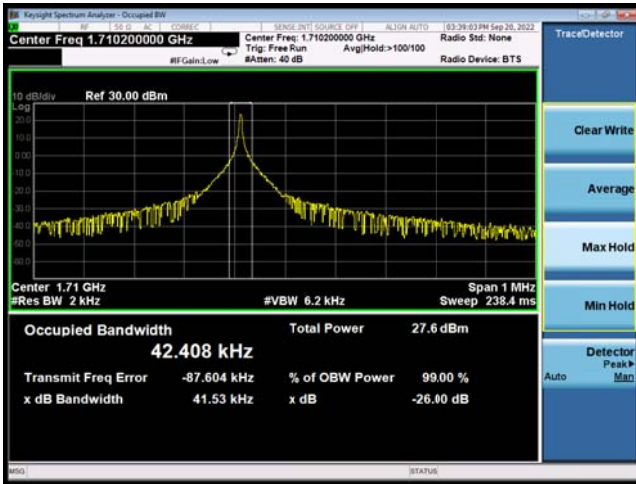 Keysight Spectrum Analyzer - Occupied BW
RF 50 Ω AC CORREC SENSE:INT SOURCE OFF ALIGN AUTO 03:39:03 PM Sep 20, 2022
Center Freq 1.710200000 GHz
Center Freq: 1.710200000 GHz
Radio Std: None
Trig: Free Run Avg|Hold:>100/100
#IFGain:Low #Atten: 40 dB Radio Device: BTS
10 dB/div Ref 30.00 dBm
Log
20.0
10.0
0.00
-10.0
-20.0
-30.0
-40.0
-50.0
-60.0
Center 1.71 GHz Span 1 MHz
#Res BW 2 kHz #VBW 6.2 kHz Sweep 238.4 ms
Occupied Bandwidth Total Power 27.6 dBm
42.408 kHz
Transmit Freq Error -87.604 kHz % of OBW Power 99.00 %
x dB Bandwidth 41.53 kHz x dB -26.00 dB
Trace/Detector
Clear Write
Average
Max Hold
Min Hold
Detector
Peak▶
Auto Man
MSG STATUS